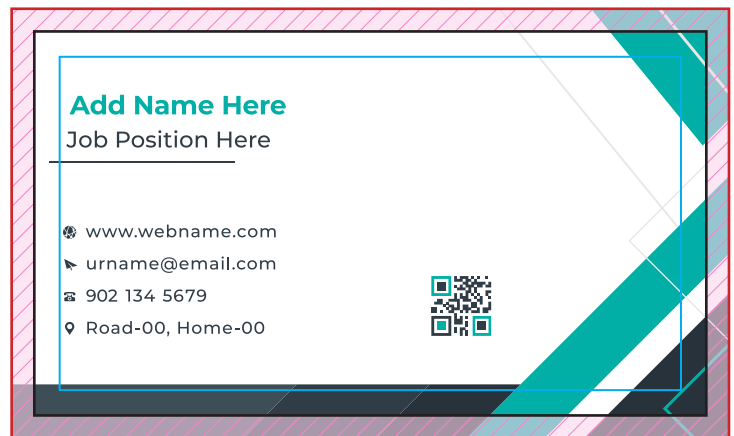 Add Name Here
Job Position Here
www.webname.com
urname@email.com
902 134 5679
Road-00, Home-00